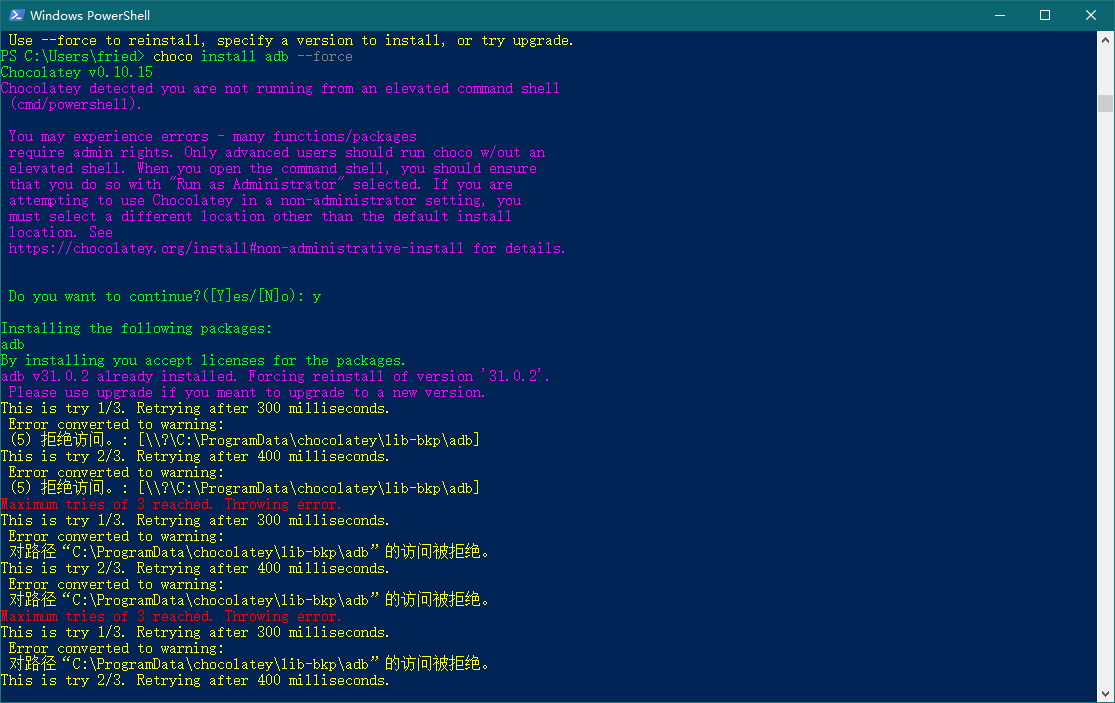 Windows PowerShell
Use --force to reinstall, specify a version to install, or try upgrade.
PS C:\Users\fried> choco install adb --force
Chocolatey v0.10.15
Chocolatey detected you are not running from an elevated command shell
(cmd/powershell).
You may experience errors - many functions/packages
require admin rights. Only advanced users should run choco w/out an
elevated shell. When you open the command shell, you should ensure
that you do so with "Run as Administrator" selected. If you are
attempting to use Chocolatey in a non-administrator setting, you
must select a different location other than the default install
location. See
https://chocolatey.org/install#non-administrative-install for details.
Do you want to continue?([Y]es/[N]o): y
Installing the following packages:
adb
By installing you accept licenses for the packages.
adb v31.0.2 already installed. Forcing reinstall of version '31.0.2'.
Please use upgrade if you meant to upgrade to a new version.
This is try 1/3. Retrying after 300 milliseconds.
Error converted to warning:
(5) 拒绝访问。: [\\?\C:\ProgramData\chocolatey\lib-bkp\adb]
This is try 2/3. Retrying after 400 milliseconds.
Error converted to warning:
(5) 拒绝访问。: [\\?\C:\ProgramData\chocolatey\lib-bkp\adb]
Maximum tries of 3 reached. Throwing error.
This is try 1/3. Retrying after 300 milliseconds.
Error converted to warning:
对路径“C:\ProgramData\chocolatey\lib-bkp\adb”的访问被拒绝。
This is try 2/3. Retrying after 400 milliseconds.
Error converted to warning:
对路径“C:\ProgramData\chocolatey\lib-bkp\adb”的访问被拒绝。
Maximum tries of 3 reached. Throwing error.
This is try 1/3. Retrying after 300 milliseconds.
Error converted to warning:
对路径“C:\ProgramData\chocolatey\lib-bkp\adb”的访问被拒绝。
This is try 2/3. Retrying after 400 milliseconds.